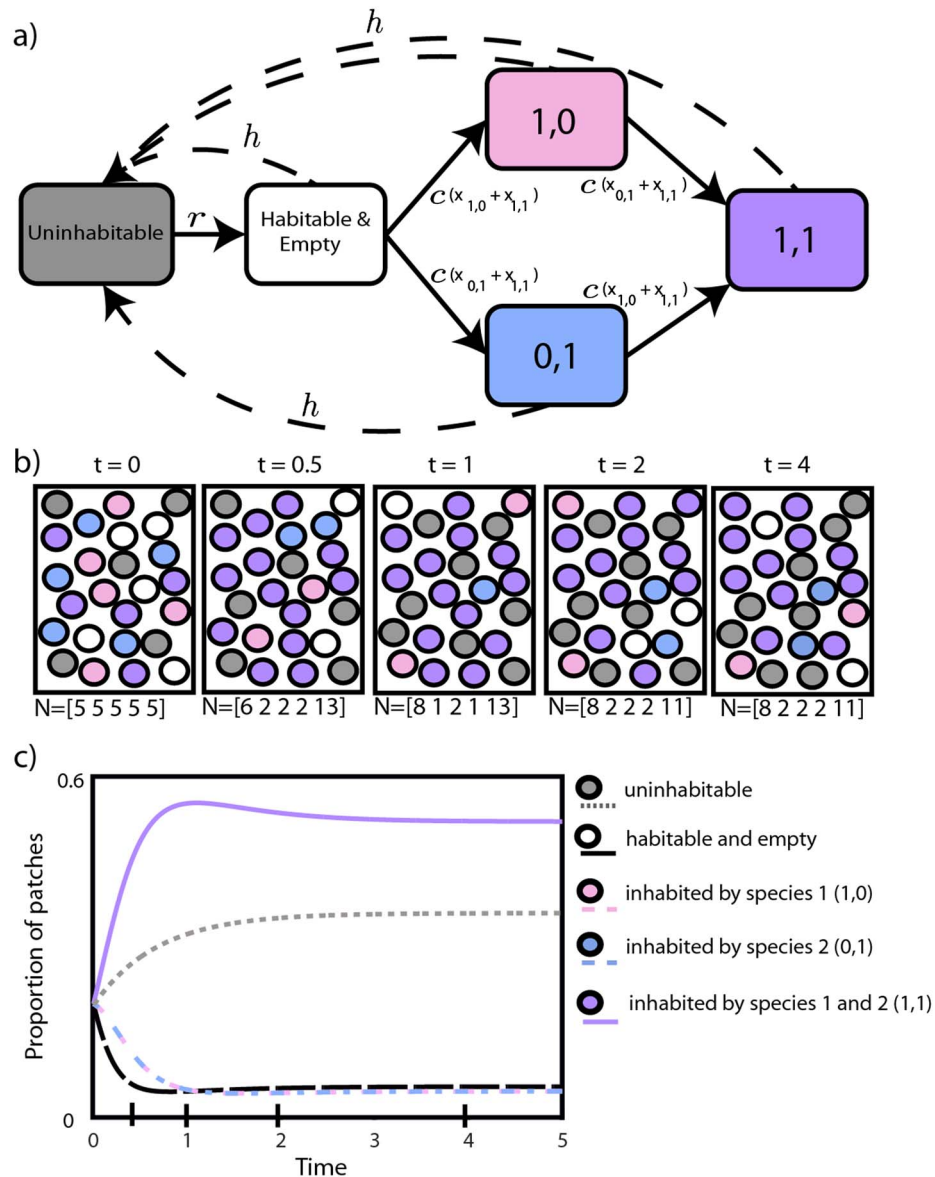 a)
h
h
1,0
c(x1,0 + x1,1)
c(x0,1 + x1,1)
Uninhabitable
r
Habitable &
Empty
1,1
c(x0,1 + x1,1)
c(x1,0 + x1,1)
0,1
h
b)
t = 0
t = 0.5
t = 1
t = 2
t = 4
N=[5 5 5 5 5]
N=[6 2 2 2 13]
N=[8 1 2 1 13]
N=[8 2 2 2 11]
N=[8 2 2 2 11]
c)
0.6
Proportion of patches
0
0
1
2
3
4
5
Time
uninhabitable
habitable and empty
inhabited by species 1 (1,0)
inhabited by species 2 (0,1)
inhabited by species 1 and 2 (1,1)